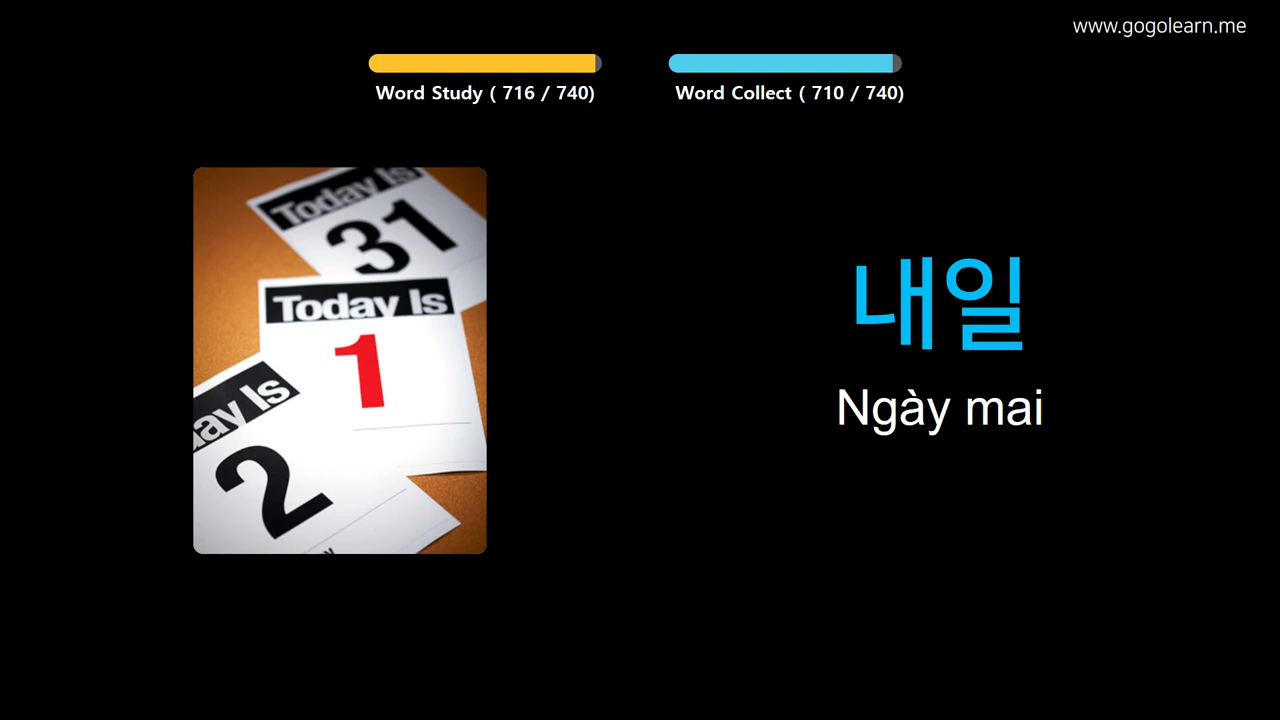 www.gogolearn.me
Word Study ( 716 / 740)
Word Collect ( 710 / 740)
Today Is
31
Today Is
1
day Is
2
내일
Ngày mai